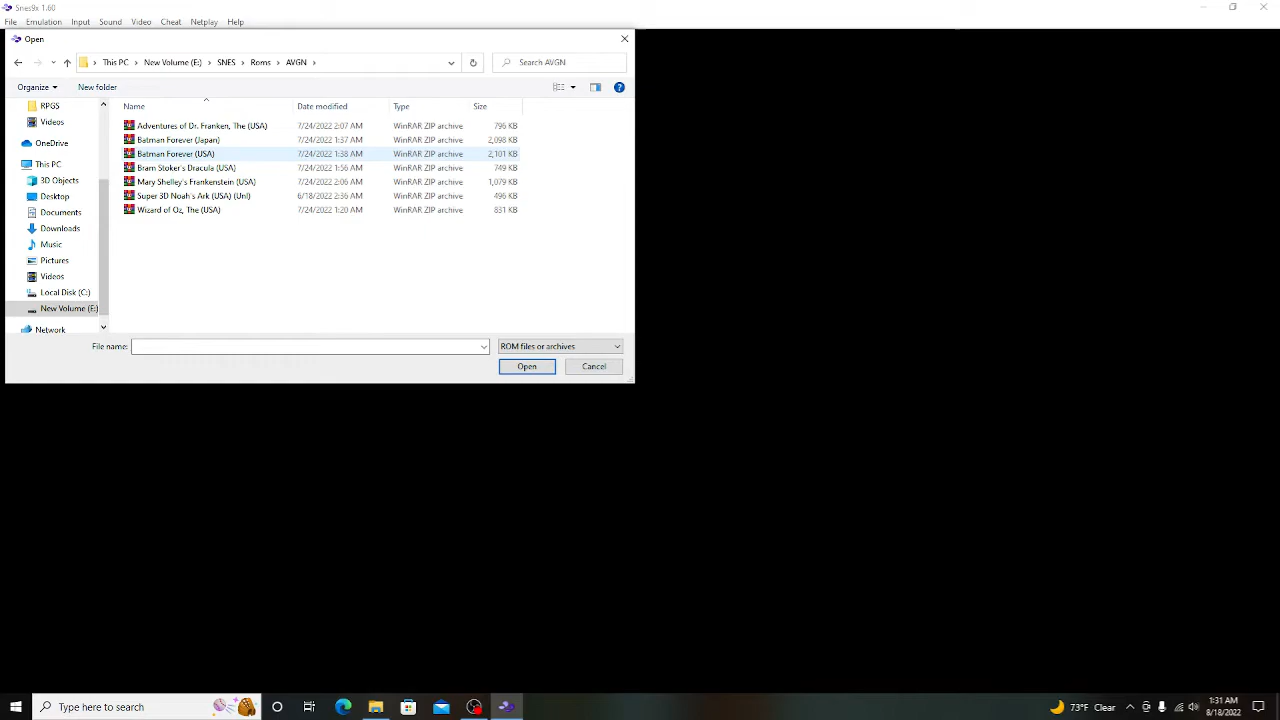 Snes9x 1.60
File Emulation Input Sound Video Cheat Netplay Help
Open
This PC New Volume (E:) SNES Roms AVGN Search AVGN
Organize New folder
Name Date modified Type Size
RPGS
Videos
OneDrive
This PC
3D Objects
Desktop
Documents
Downloads
Music
Pictures
Videos
Local Disk (C:)
New Volume (E:)
Network
Adventures of Dr. Franken, The (USA) 7/24/2022 2:07 AM WinRAR ZIP archive 796 KB
Batman Forever (Japan) 7/24/2022 1:37 AM WinRAR ZIP archive 2,098 KB
Batman Forever (USA) 7/24/2022 1:38 AM WinRAR ZIP archive 2,101 KB
Bram Stoker's Dracula (USA) 7/24/2022 1:56 AM WinRAR ZIP archive 749 KB
Mary Shelley's Frankenstein (USA) 7/24/2022 2:06 AM WinRAR ZIP archive 1,079 KB
Super 3D Noah's Ark (USA) (Unl) 6/18/2022 2:36 AM WinRAR ZIP archive 496 KB
Wizard of Oz, The (USA) 7/24/2022 1:20 AM WinRAR ZIP archive 831 KB
File name: ROM files or archives
Open Cancel
Type here to search
73°F Clear
1:31 AM
8/18/2022